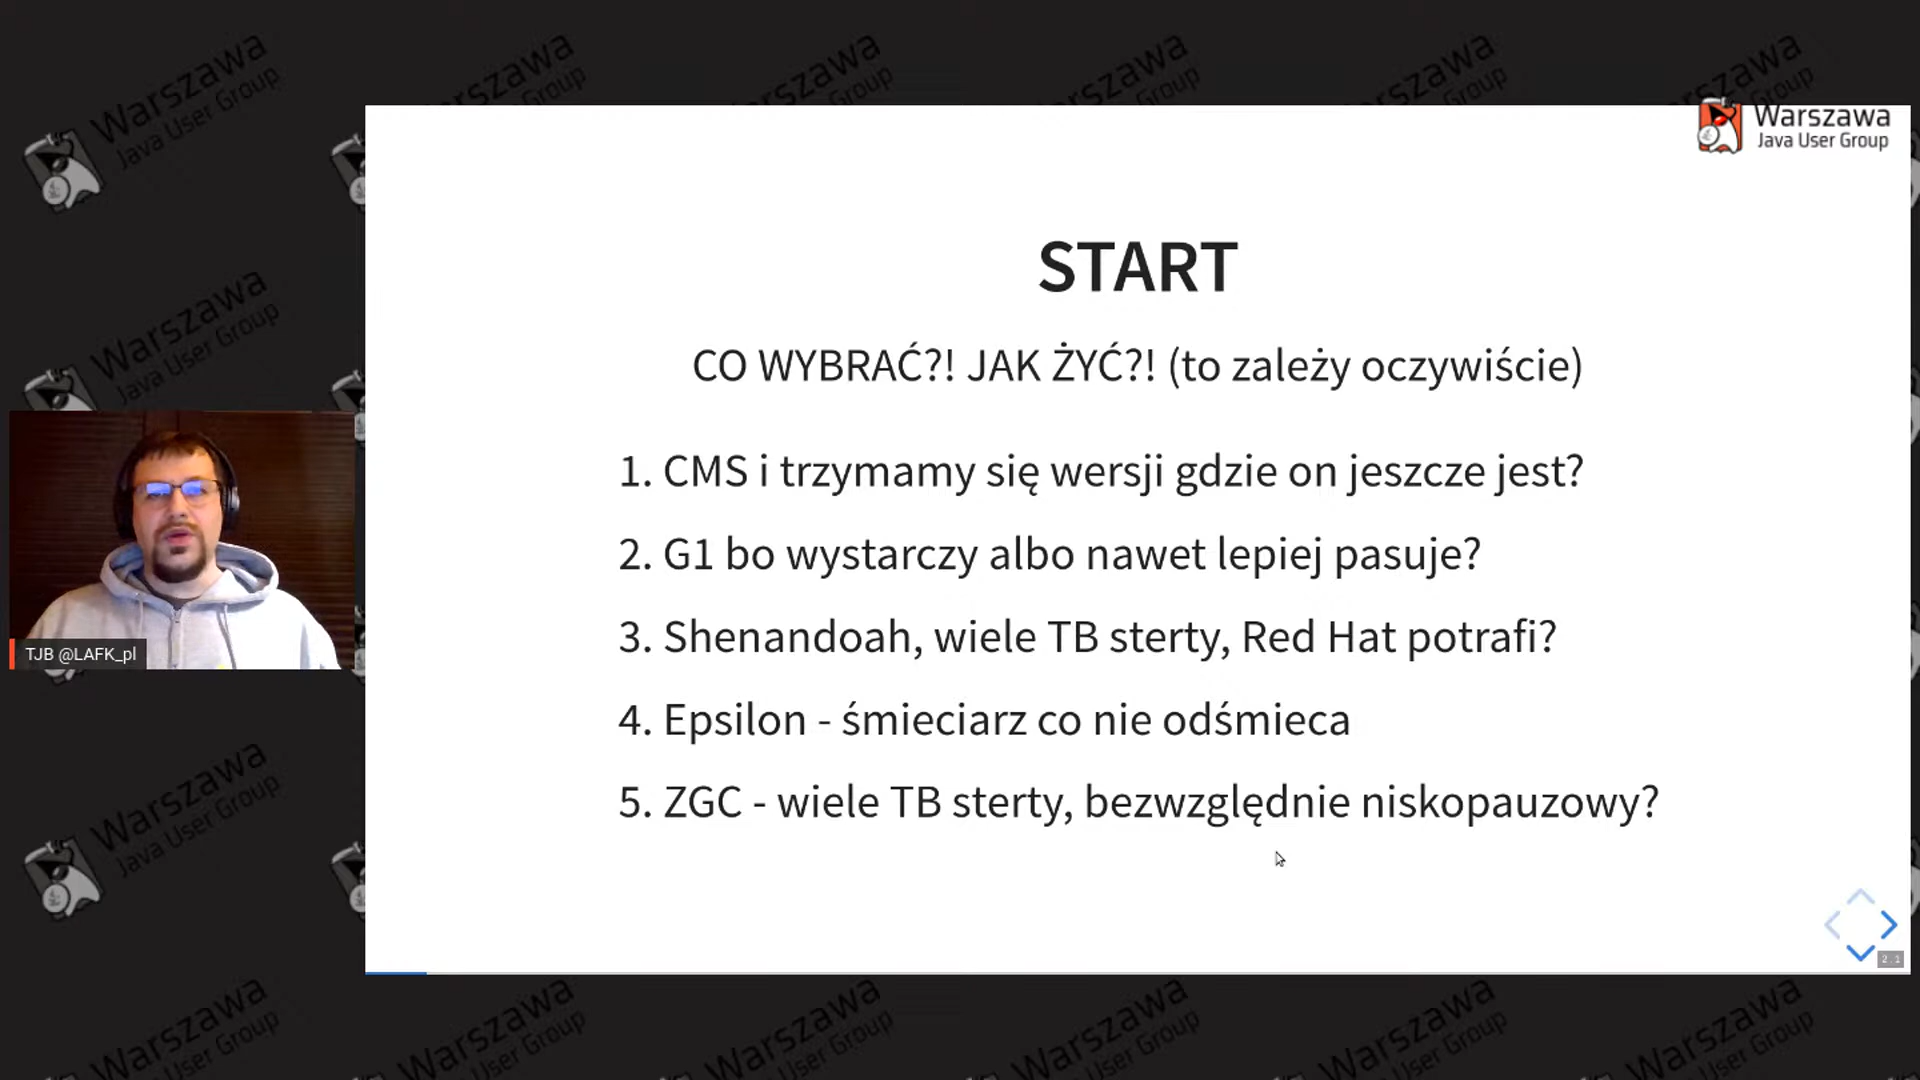 Warszawa
Java User Group
START
CO WYBRAĆ?! JAK ŻYĆ?! (to zależy oczywiście)
1. CMS i trzymamy się wersji gdzie on jeszcze jest?
2. G1 bo wystarczy albo nawet lepiej pasuje?
3. Shenandoah, wiele TB sterty, Red Hat potrafi?
4. Epsilon - śmieciarz co nie odśmieca
5. ZGC - wiele TB sterty, bezwzględnie niskopauzowy?
TJB @LAFK_pl
2.1